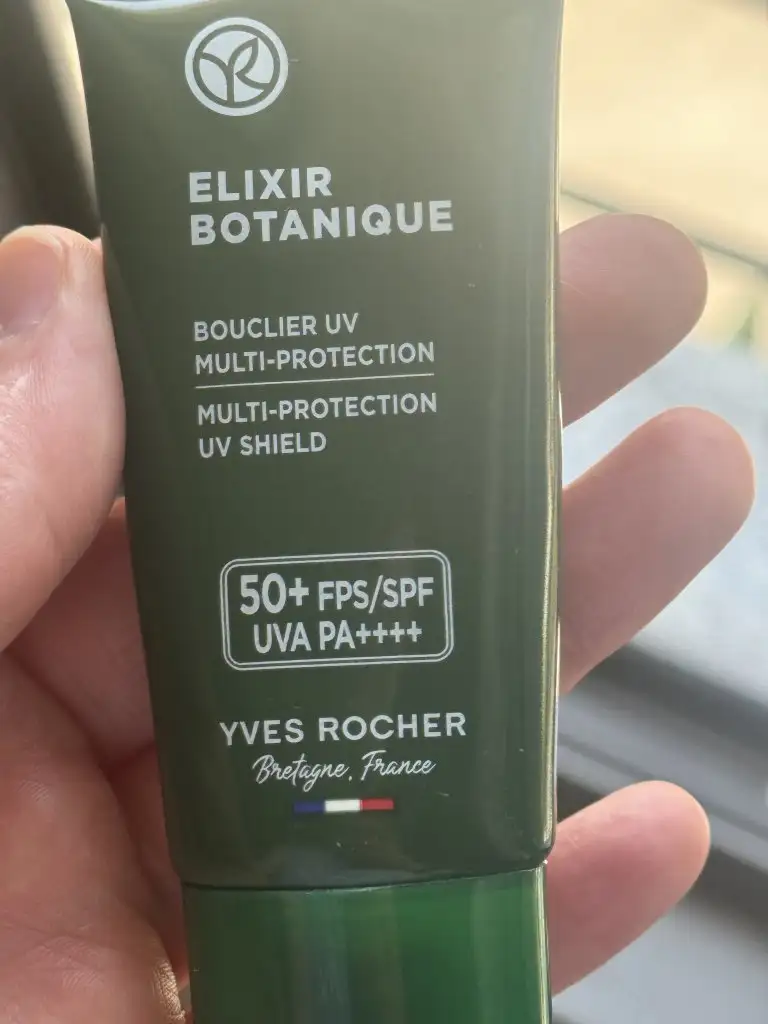 ELIXIR
BOTANIQUE
BOUCLIER UV
MULTI-PROTECTION
MULTI-PROTECTION
UV SHIELD
50+ FPS/SPF
UVA PA++++
YVES ROCHER
Bretagne, France